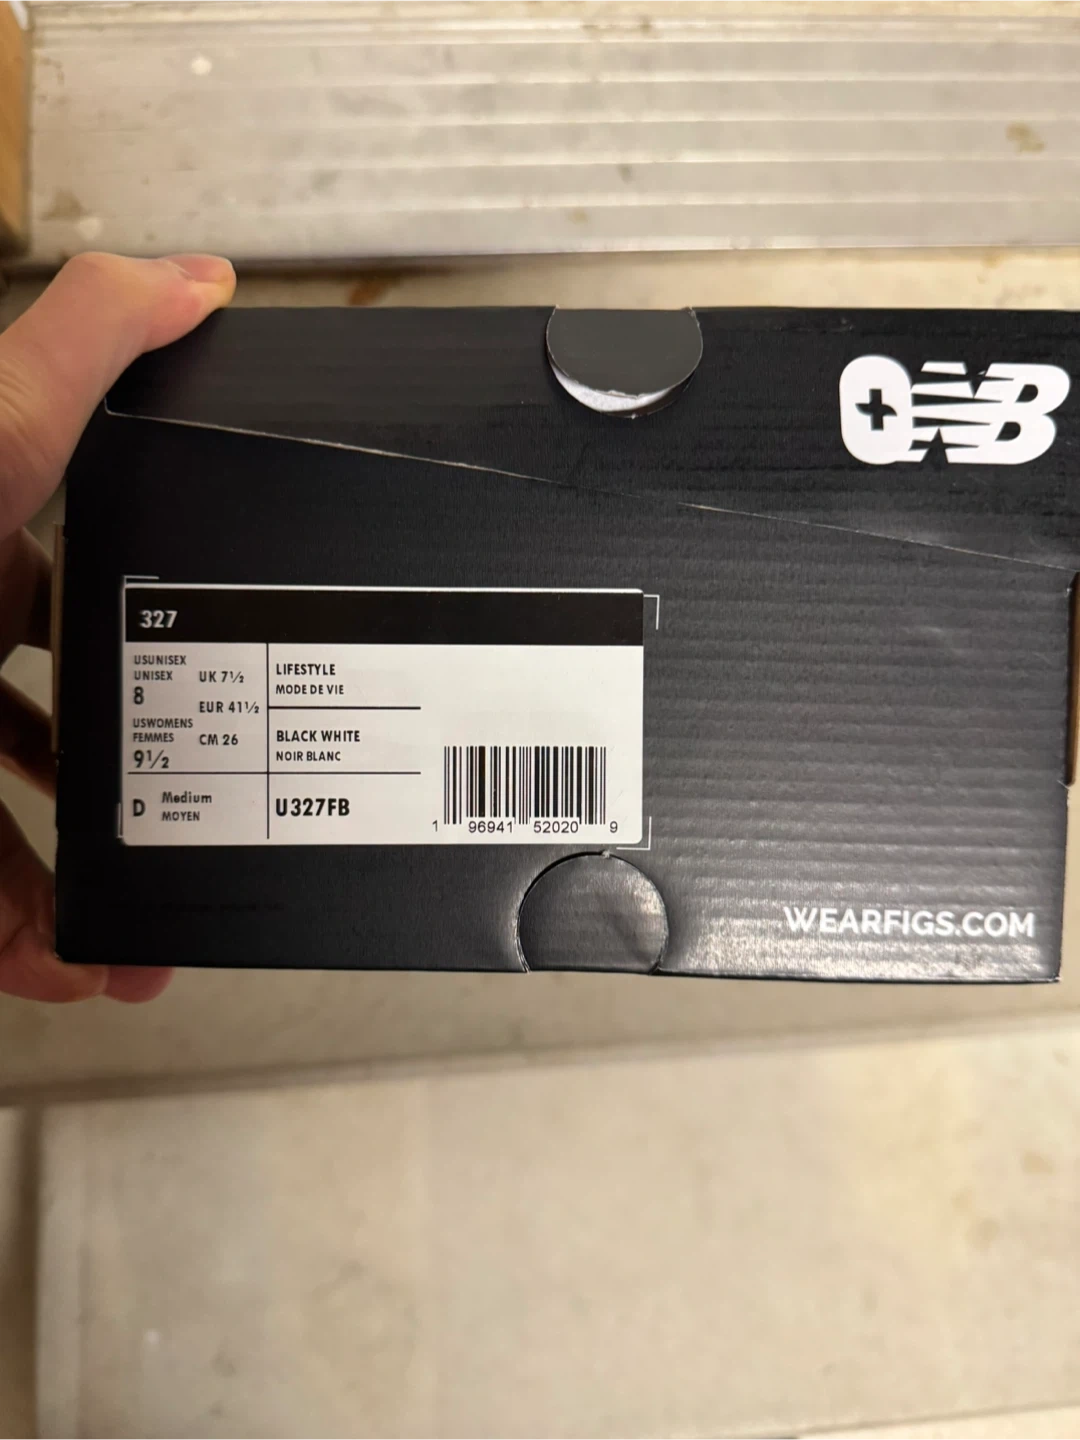 NB
327
USUNISEX
UNISEX
8
UK 7½
EUR 41½
USWOMENS
FEMMES
9½
CM 26
LIFESTYLE
MODE DE VIE
BLACK WHITE
NOIR BLANC
D Medium
MOYEN
U327FB
1 96941 52020 9
WEARFIGS.COM